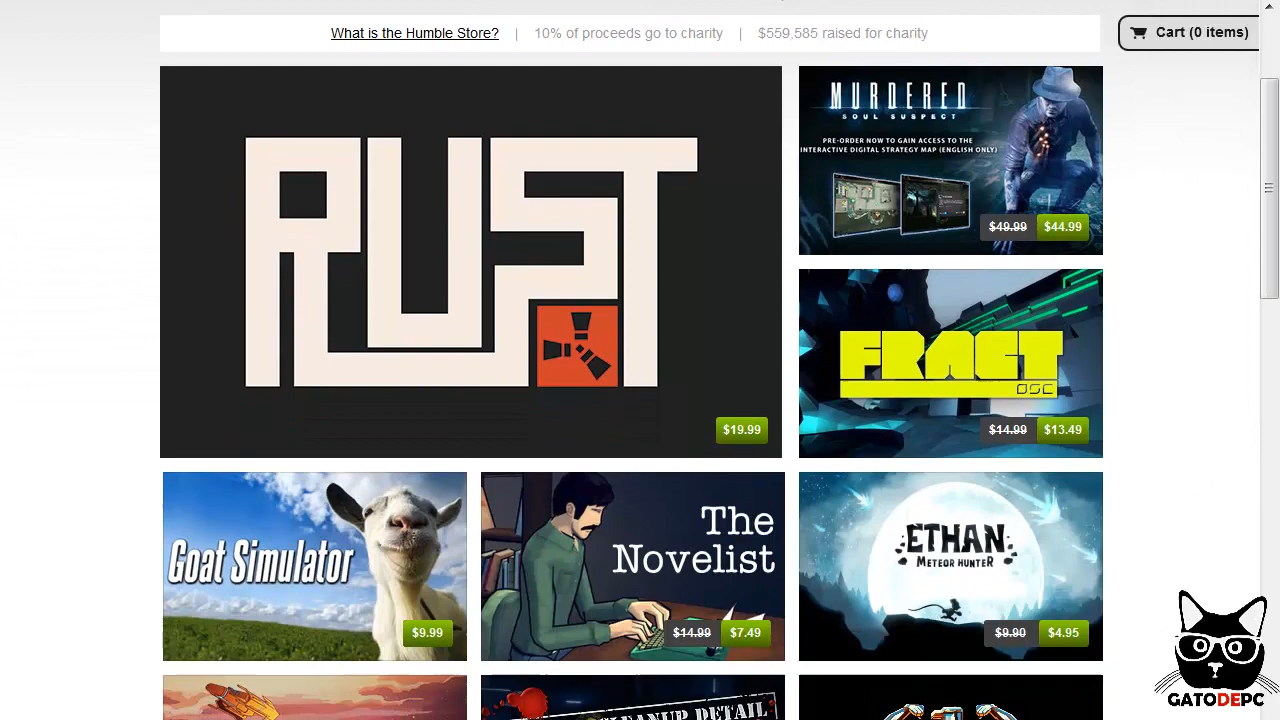 What is the Humble Store? | 10% of proceeds go to charity | $559,585 raised for charity
Cart (0 items)
RUST
$19.99
MURDERED
SOUL SUSPECT
PRE-ORDER NOW TO GAIN ACCESS TO THE
INTERACTIVE DIGITAL STRATEGY MAP (ENGLISH ONLY)
$49.99 $44.99
FRACT
OSC
$14.99 $13.49
Goat Simulator
$9.99
The
Novelist
$14.99 $7.49
ETHAN
METEOR HUNTER
$9.90 $4.95
CLEANUP DETAIL
GATODEPC